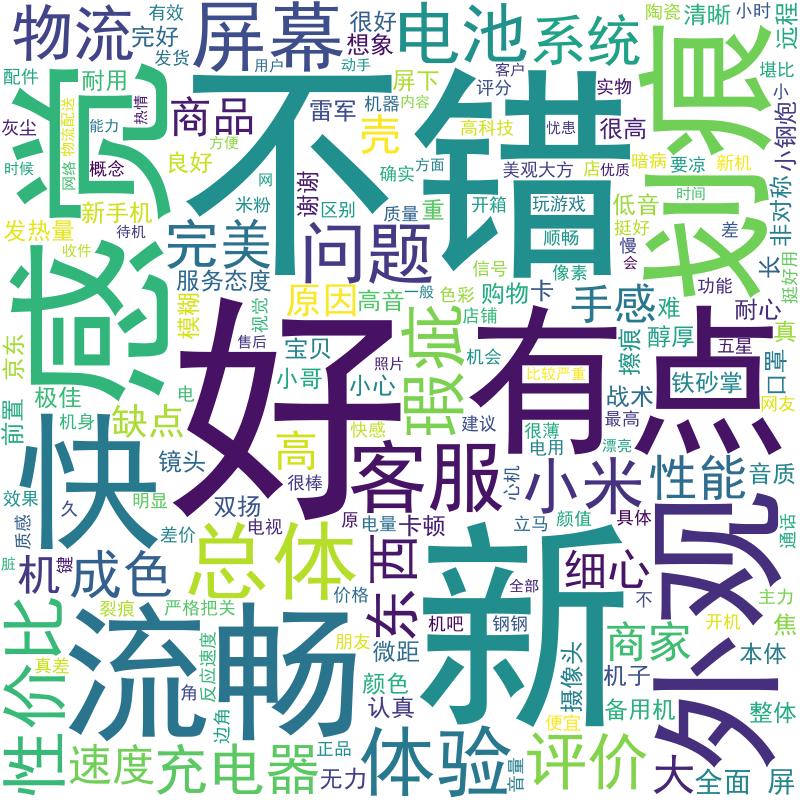 物流
有效
完好
发货
屏幕
很好
想象
用户
动手
电池
系统
陶瓷
清晰
小时
远程
配件
耐用
灰尘
物流配送
热情
能力
商品
不错
雷军
机器
内容
壳
屏下
评分
客户
高科技
忧患
实物
很高
堪比
小
小钢炮
划痕
感觉
时候
网络
概念
良好
方便
网
谢谢
确实
方面
美观大方
店
优质
暗病
要凉
新机
新手机
待机
米粉
区别
质量
重
开箱
玩游戏
低音
时间
非对称
发热量
收件
完美
问题
顺畅
挺好
慢
差
会
长
挺好用
服务态度
信号
像素
功能
模糊
视觉
原因
高音
一般
色彩
购物
卡
手感
难
耐心
京东
店铺
瑕疵
擦痕
醇厚
五星
真
售后
宝贝
照片
机会
比较严重
口罩
极佳
电
小哥
小心
战术
铁砂掌
网友
前置
机身
缺点
好
有点
快感
建议
很薄
最高
电用
漂亮
快
镜头
高
很棒
客服
心机
小米
性能
音质
效果
久
明显
双扬
质感
差价
电视
原
电量
卡顿
立马
颜值
具体
外观
通话
脏
机
键
成色
总体
价格
东西
全部
新
细心
不
主力
性价比
裂痕
严格把关
流畅
朋友
机吧
钢钢
商家
开机
焦
真差
角
反应速度
微距
摄像头
机子
本体
边角
颜色
认真
便宜
备用机
整体
速度
充电器
正品
无力
体验
音量
评价
大
全面
屏